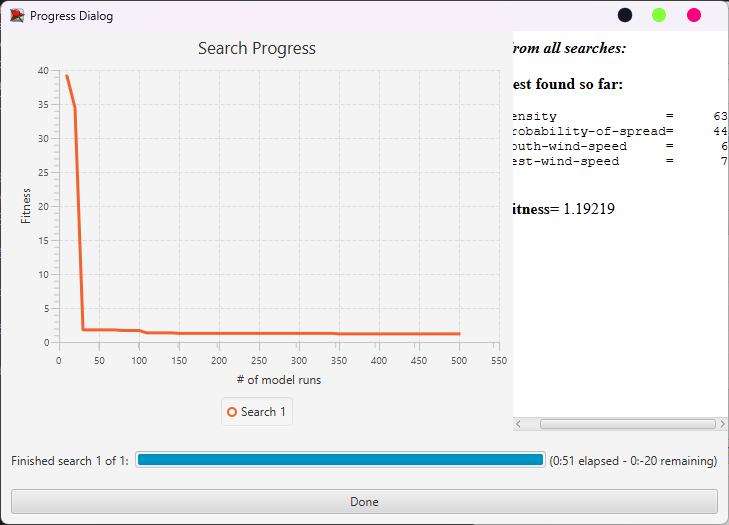 Progress Dialog
Search Progress
40
35
30
25
20
15
10
5
0
Fitness
0 50 100 150 200 250 300 350 400 450 500 550
# of model runs
Search 1
from all searches:
est found so far:
ensity = 63
robability-of-spread= 44
outh-wind-speed = 6
est-wind-speed = 7
itness= 1.19219
Finished search 1 of 1:
(0:51 elapsed - 0:-20 remaining)
Done